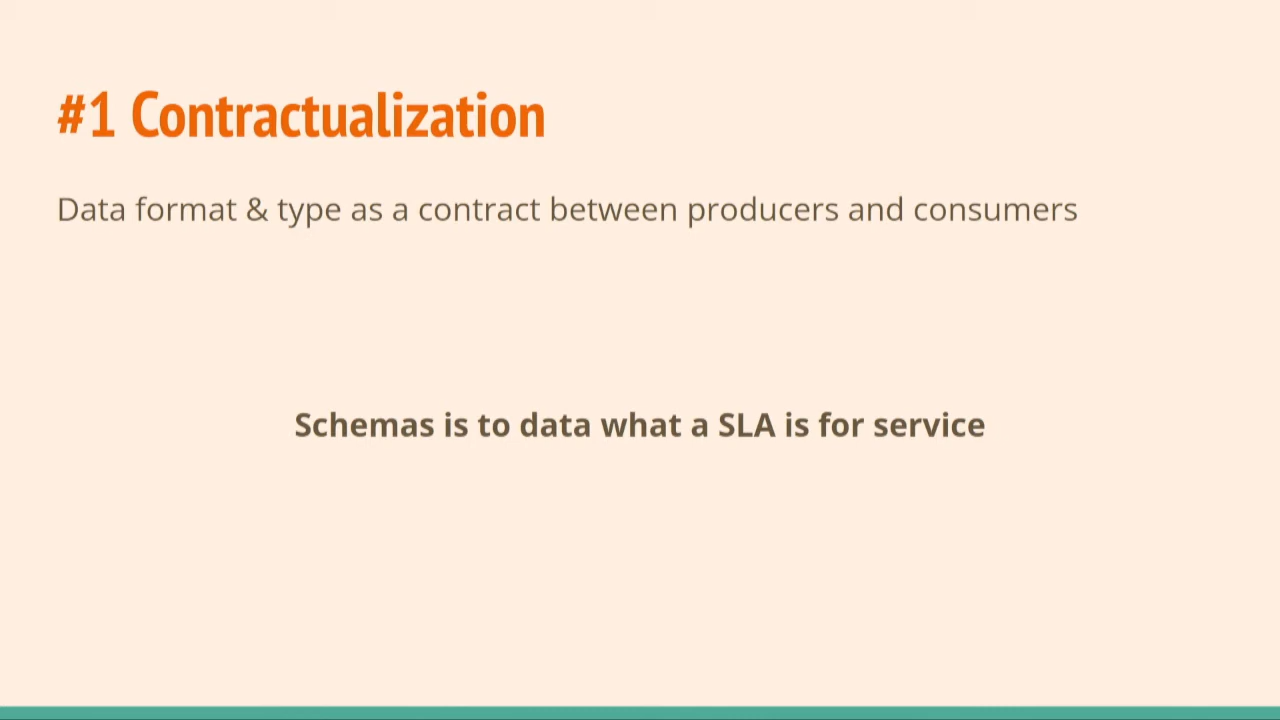 #1 Contractualization
Data format & type as a contract between producers and consumers
Schemas is to data what a SLA is for service